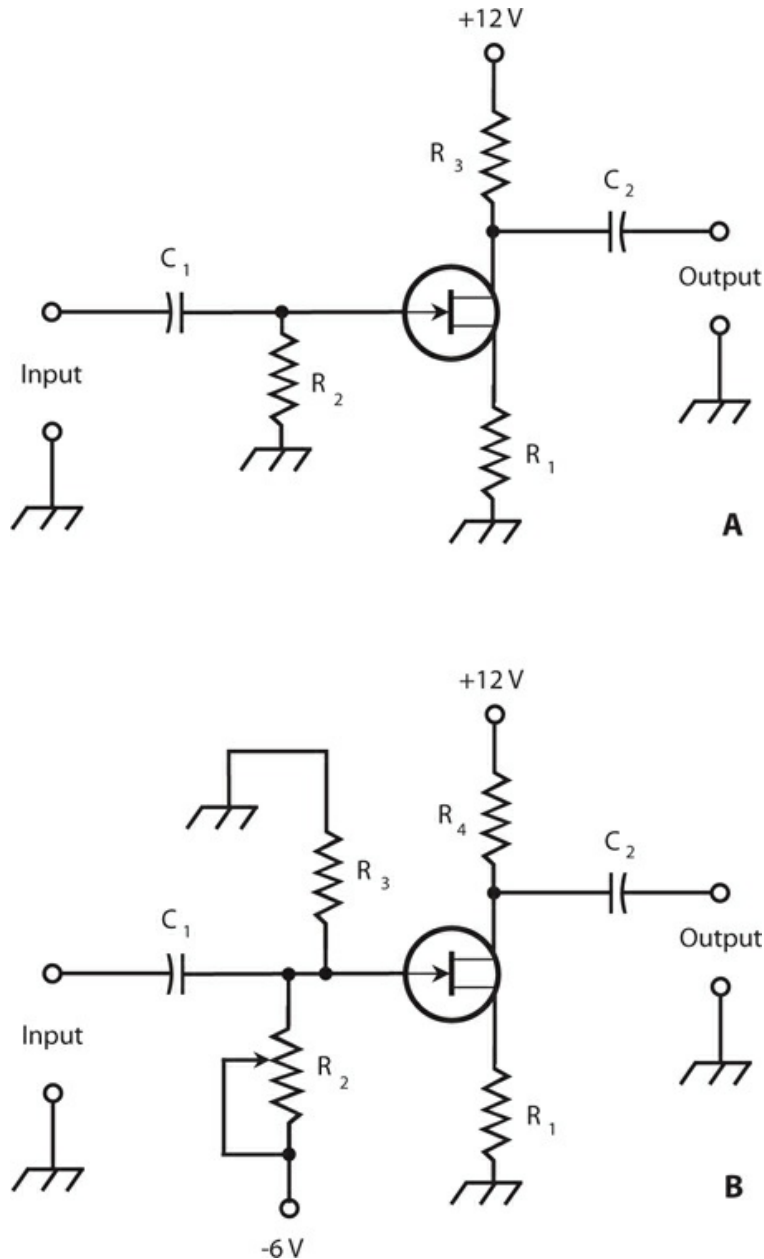 +12 V
R3
C2
C1
Output
Input
R2
R1
A
+12 V
R4
C2
R3
C1
Output
Input
R2
R1
B
-6 V